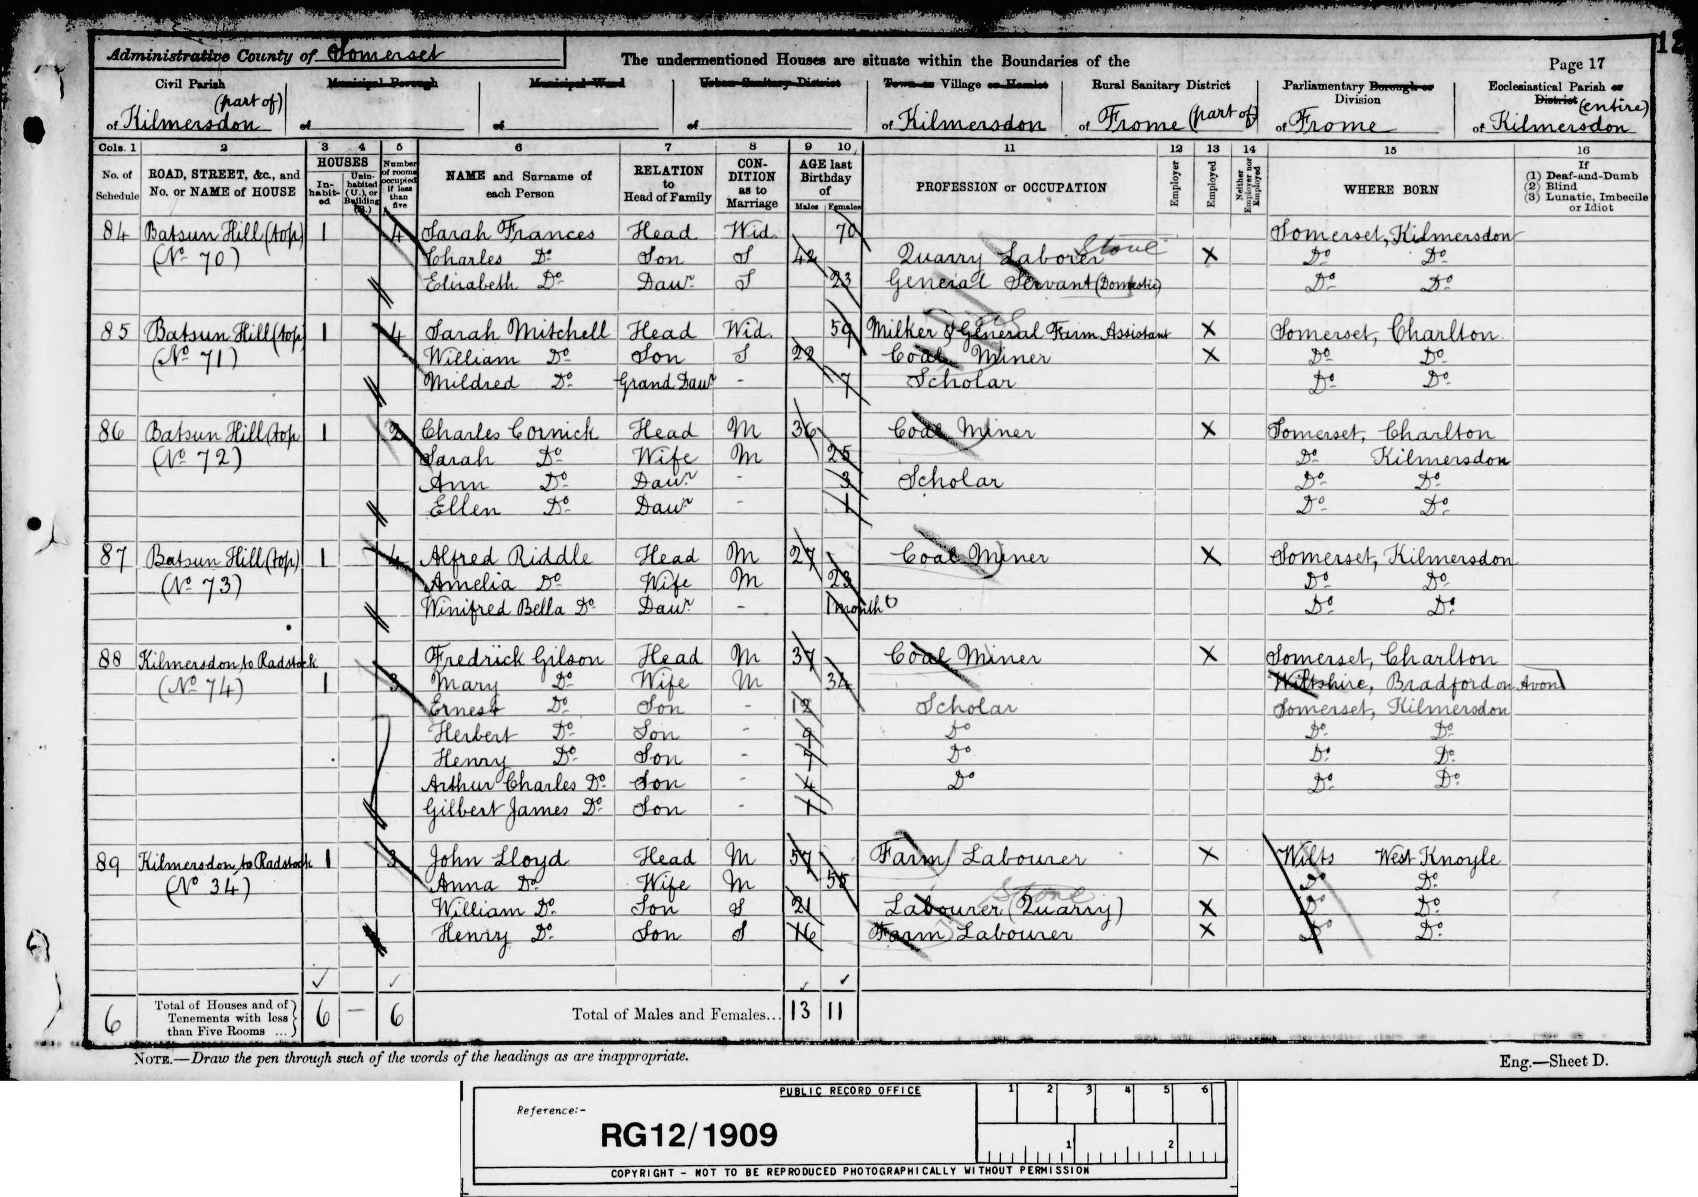 Administrative County of Somerset
The undermentioned Houses are situate within the Boundaries of the
Page 17
Civil Parish of Kilmersdon (part of)
Municipal Borough of
Municipal Ward of
Urban Sanitary District of
Town or Village or Hamlet of Kilmersdon
Rural Sanitary District of Frome (part of)
Parliamentary Borough or Division of Frome
Ecclesiastical Parish or District of Kilmersdon (entire)
Cols. 1 2 3 4 5 6 7 8 9 10 11 12 13 14 15 16
No. of Schedule
ROAD, STREET, &c., and No. or NAME of HOUSE
HOUSES
In-habit-ed
Unin-habited (U.), or Building (B.)
Number of rooms occupied if less than five
NAME and Surname of each Person
RELATION to Head of Family
CON-DITION as to Marriage
AGE last Birthday of
Males Females
PROFESSION or OCCUPATION
Employer
Employed
Neither Employer nor Employed
WHERE BORN
If
(1) Deaf-and-Dumb
(2) Blind
(3) Lunatic, Imbecile or Idiot
84 Batsun Hill (top) 1 4 Sarah Frances Head Wid. 70 Somerset, Kilmersdon
(No 70) Charles Do Son S 42 Quarry Laborer Stone X Do Do
Elizabeth Do Daur S 23 General Servant (Domestic) Do Do
85 Batsun Hill (top) 1 4 Sarah Mitchell Head Wid. 59 Milker & General Farm Assistant X Somerset, Charlton
(No 71) William Do Son S 22 Coal Miner X Do Do
Mildred Do Grand Daur - 7 Scholar Do Do
86 Batsun Hill (top 1 2 Charles Cornick Head M 36 Coal Miner X Somerset, Charlton
(No 72) Sarah Do Wife M 25 Do Kilmersdon
Ann Do Daur - 3 Scholar Do Do
Ellen Do Daur - 1 Do Do
87 Batsun Hill (top) 1 4 Alfred Riddle Head M 27 Coal Miner X Somerset, Kilmersdon
(No 73) Amelia Do Wife M 23 Do Do
Winifred Bella Do Daur - 1 month Do Do
88 Kilmersdon to Radstock Fredrick Gilson Head M 37 Coal Miner X Somerset, Charlton
(No 74) 1 3 Mary Do Wife M 34 Wiltshire, Bradford on Avon
Ernest Do Son - 12 Scholar Somerset, Kilmersdon
Herbert Do Son - 9 Do Do Do
Henry Do Son - 7 Do Do Do
Arthur Charles Do Son - 4 Do Do Do
Gilbert James Do Son - 1
89 Kilmersdon to Radstock 1 3 John Lloyd Head M 57 Farm Labourer X Wilts West Knoyle
(No 34) Anna Do Wife M 55 Do Do
William Do Son S 21 Labourer (Quarry) Stone X Do Do
Henry Do Son S 16 Farm Labourer X Do Do
6 Total of Houses and of Tenements with less than Five Rooms ... 6 — 6 Total of Males and Females... 13 11
NOTE.—Draw the pen through such of the words of the headings as are inappropriate.
Eng.—Sheet D.
PUBLIC RECORD OFFICE
1 2 3 4 5 6
Reference:-
RG12/1909
1 2
COPYRIGHT - NOT TO BE REPRODUCED PHOTOGRAPHICALLY WITHOUT PERMISSION